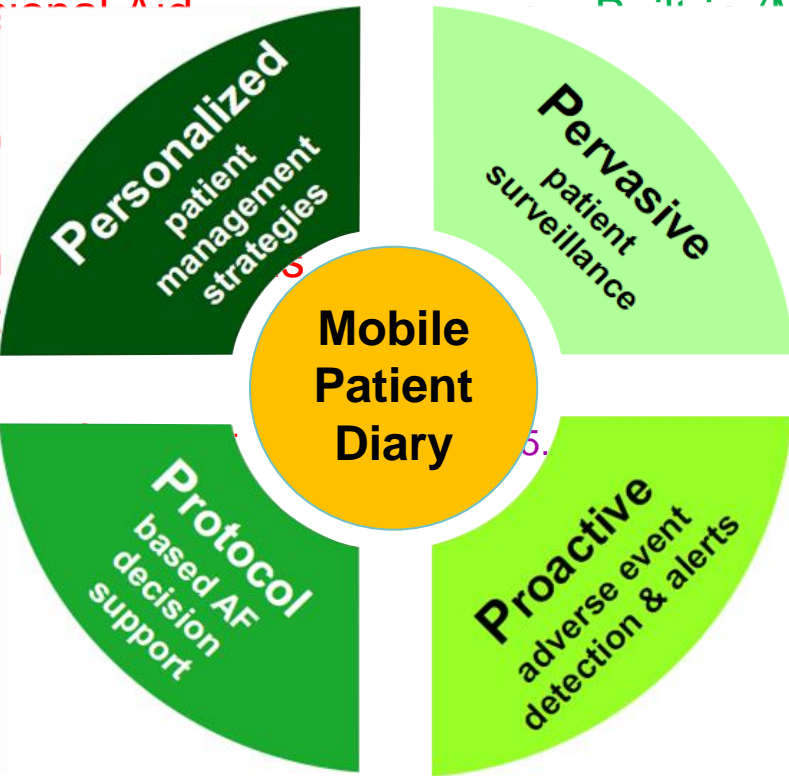 Personalized
patient
management
strategies
Pervasive
patient
surveillance
Mobile
Patient
Diary
5.
Protocol
based AF
decision
support
Proactive
adverse event
detection & alerts